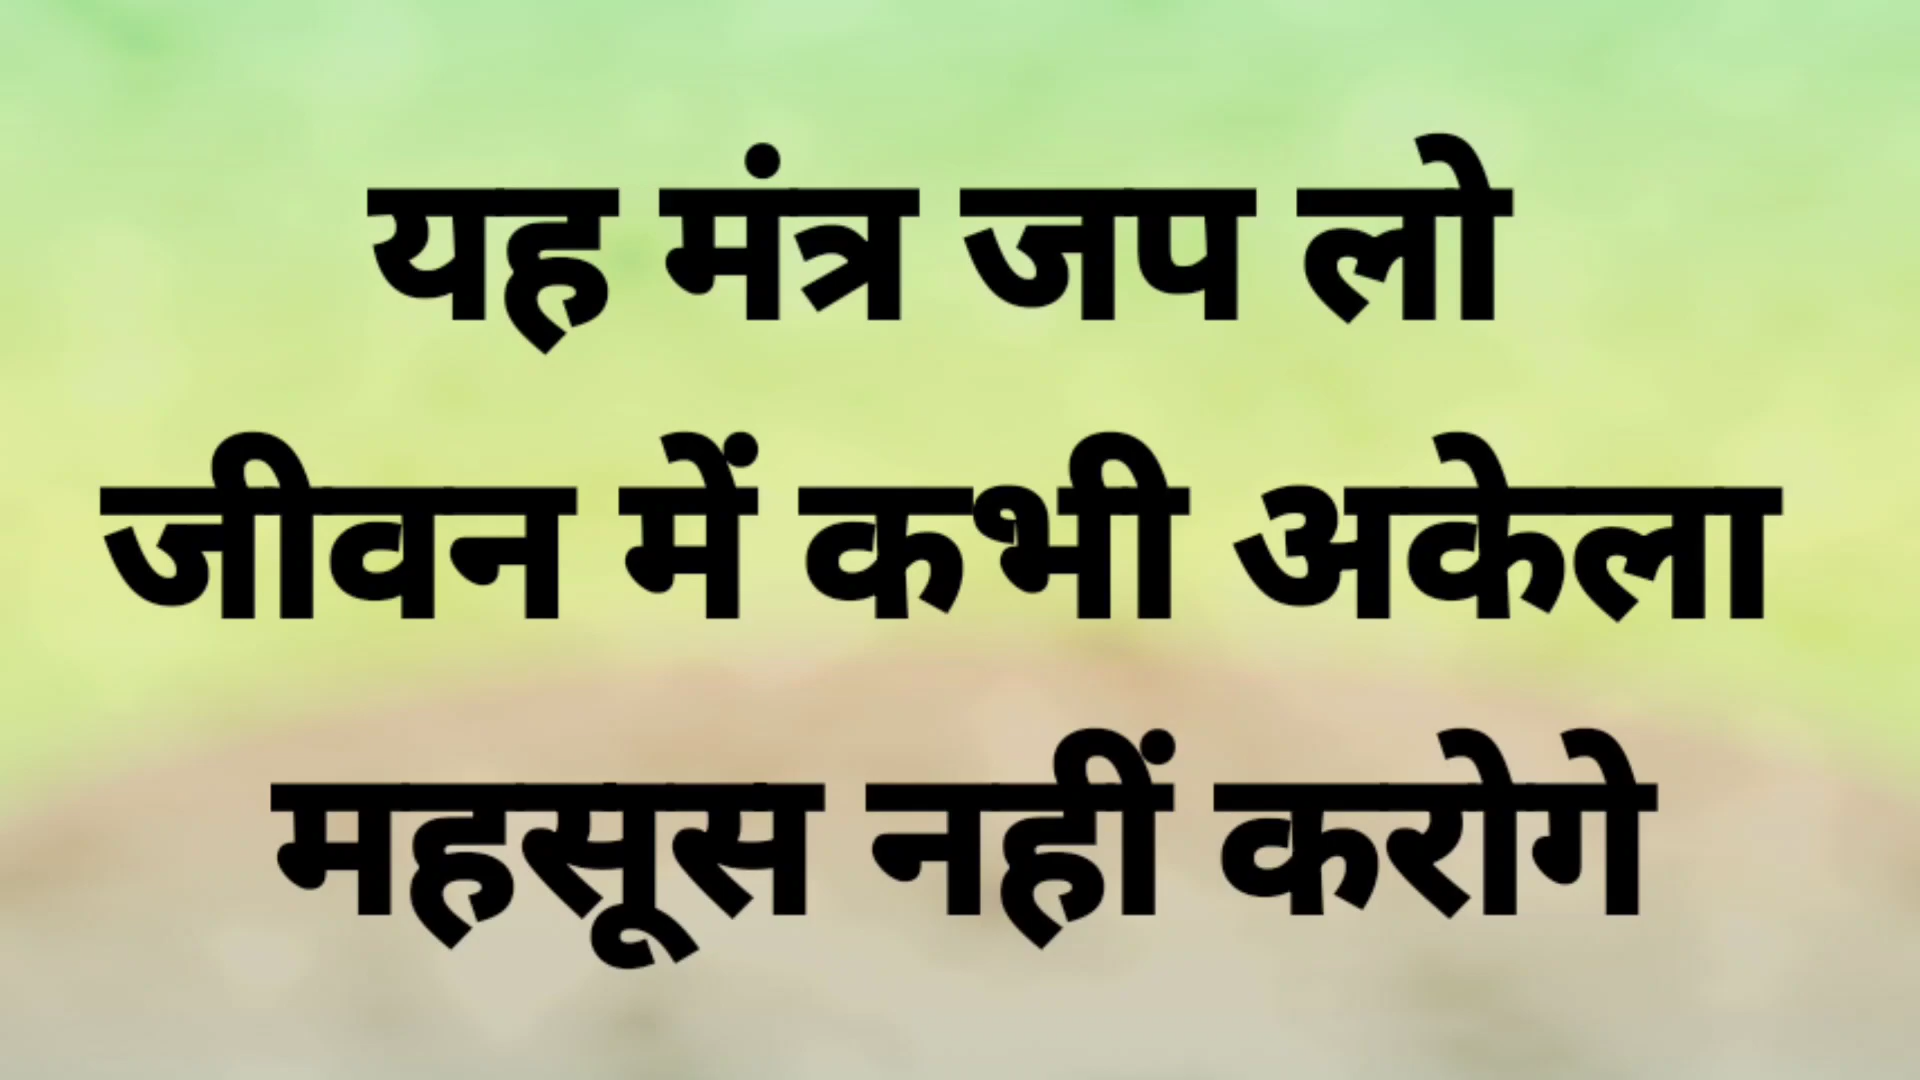 यह मंत्र जप लो
जीवन में कभी अकेला
महसूस नहीं करोगे